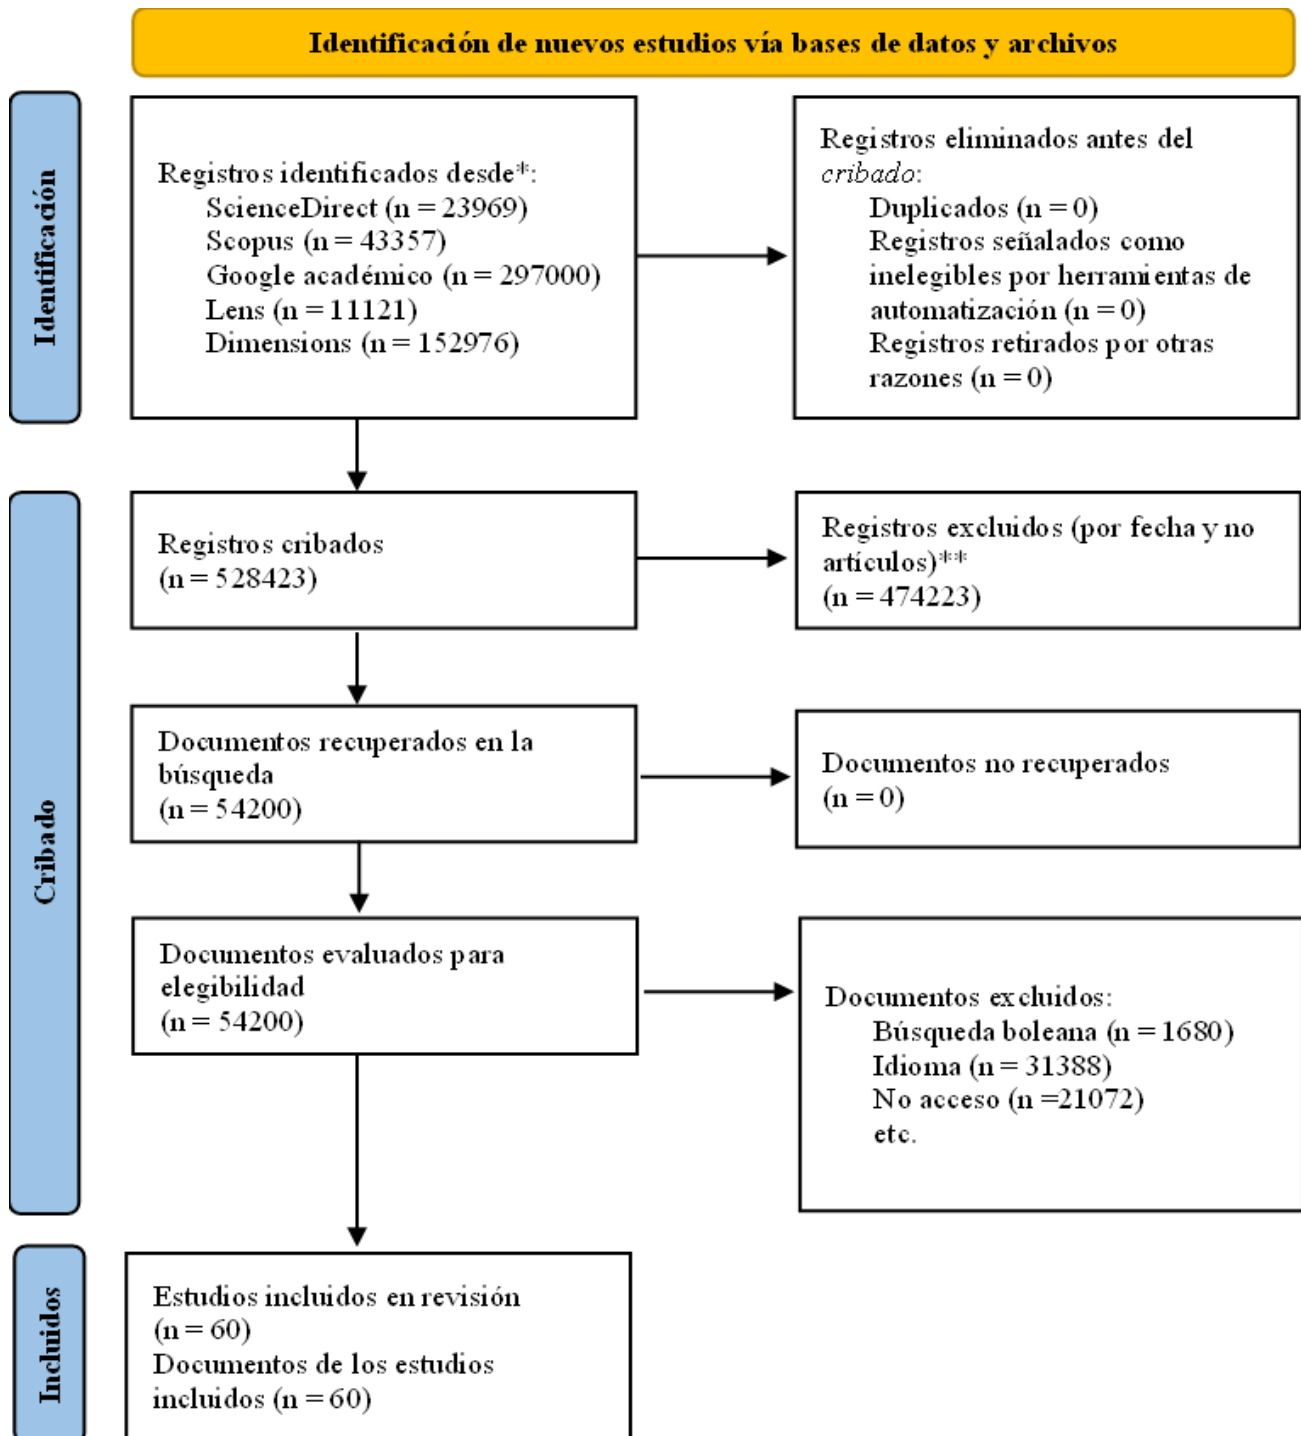 Identificación de nuevos estudios vía bases de datos y archivos
Identificación
Registros identificados desde*:
ScienceDirect (n = 23969)
Scopus (n = 43357)
Google académico (n = 297000)
Lens (n = 11121)
Dimensions (n = 152976)
Registros eliminados antes del
cribado:
Duplicados (n = 0)
Registros señalados como
inelegibles por herramientas de
automatización (n = 0)
Registros retirados por otras
razones (n = 0)
Cribado
Registros cribados
(n = 528423)
Registros excluidos (por fecha y no
artículos)**
(n = 474223)
Documentos recuperados en la
búsqueda
(n = 54200)
Documentos no recuperados
(n = 0)
Documentos evaluados para
elegibilidad
(n = 54200)
Documentos excluidos:
Búsqueda boleana (n = 1680)
Idioma (n = 31388)
No acceso (n =21072)
etc.
Incluidos
Estudios incluidos en revisión
(n = 60)
Documentos de los estudios
incluidos (n = 60)